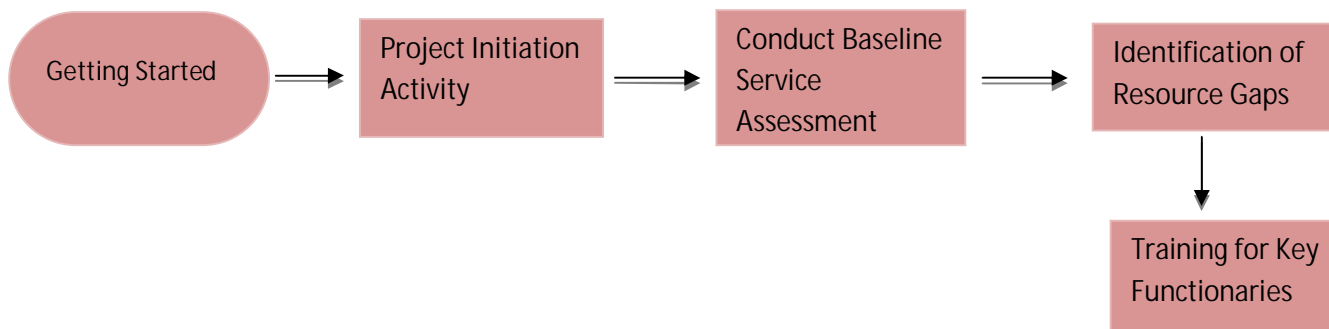 Getting Started
Project Initiation
Activity
Conduct Baseline
Service
Assessment
Identification of
Resource Gaps
Training for Key
Functionaries